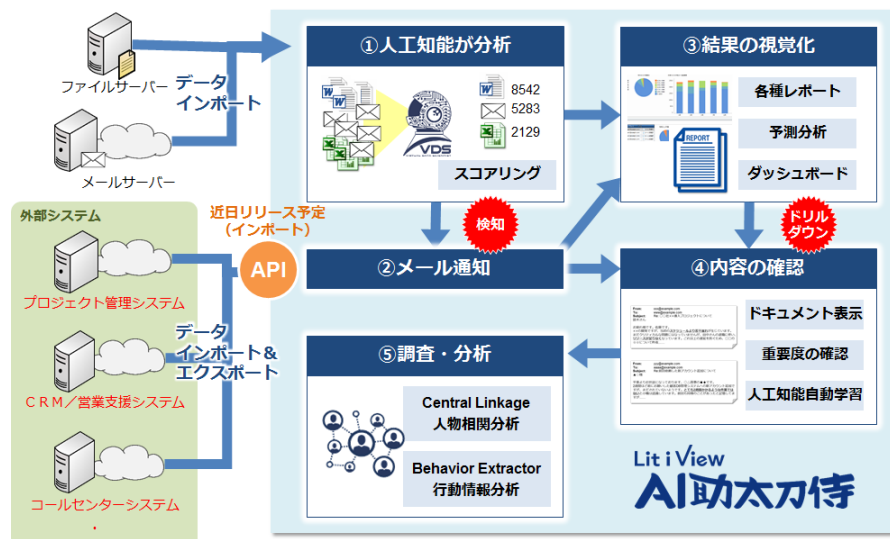 ファイルサーバー
データ
インポート
メールサーバー
外部システム
近日リリース予定
(インポート)
API
プロジェクト管理システム
データ
インポート＆
エクスポート
ＣＲＭ／営業支援システム
コールセンターシステム
・
①人工知能が分析
8542
5283
2129
VDS
スコアリング
検知
②メール通知
③結果の視覚化
各種レポート
REPORT
予測分析
ダッシュボード
ドリル
ダウン
④内容の確認
ドキュメント表示
重要度の確認
人工知能自動学習
⑤調査・分析
Central Linkage
人物相関分析
Behavior Extractor
行動情報分析
Lit i View
AI助太刀侍